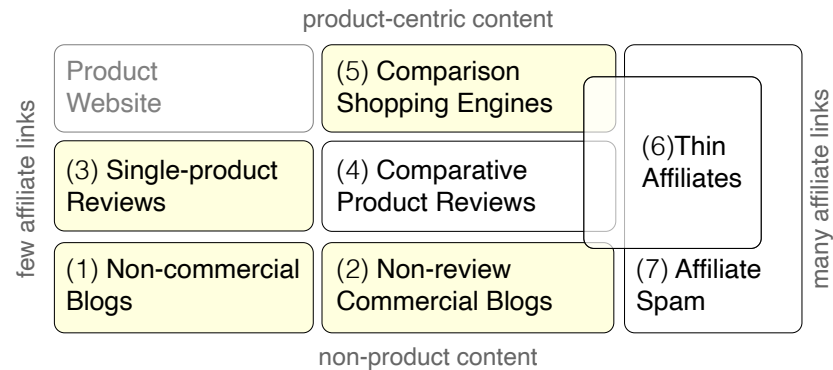 product-centric content
few affiliate links
Product
Website
(5) Comparison
Shopping Engines
(3) Single-product
Reviews
(4) Comparative
Product Reviews
(6)Thin
Affiliates
(1) Non-commercial
Blogs
(2) Non-review
Commercial Blogs
(7) Affiliate
Spam
many affiliate links
non-product content